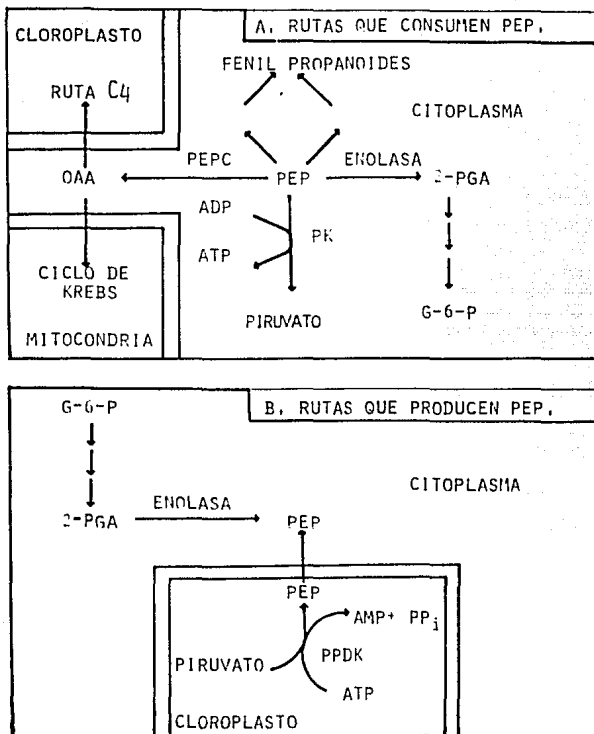 A. RUTAS QUE CONSUMEN PEP.
CLOROPLASTO
RUTA C4
FENIL PROPANOIDES
CITOPLASMA
OAA
PEPC
PEP
ENOLASA
2-PGA
ADP
ATP
PK
CICLO DE
KREBS
MITOCONDRIA
PIRUVATO
G-6-P
B. RUTAS QUE PRODUCEN PEP.
G-6-P
CITOPLASMA
2-PGA
ENOLASA
PEP
PEP
AMP+ PPi
PIRUVATO
PPDK
ATP
CLOROPLASTO